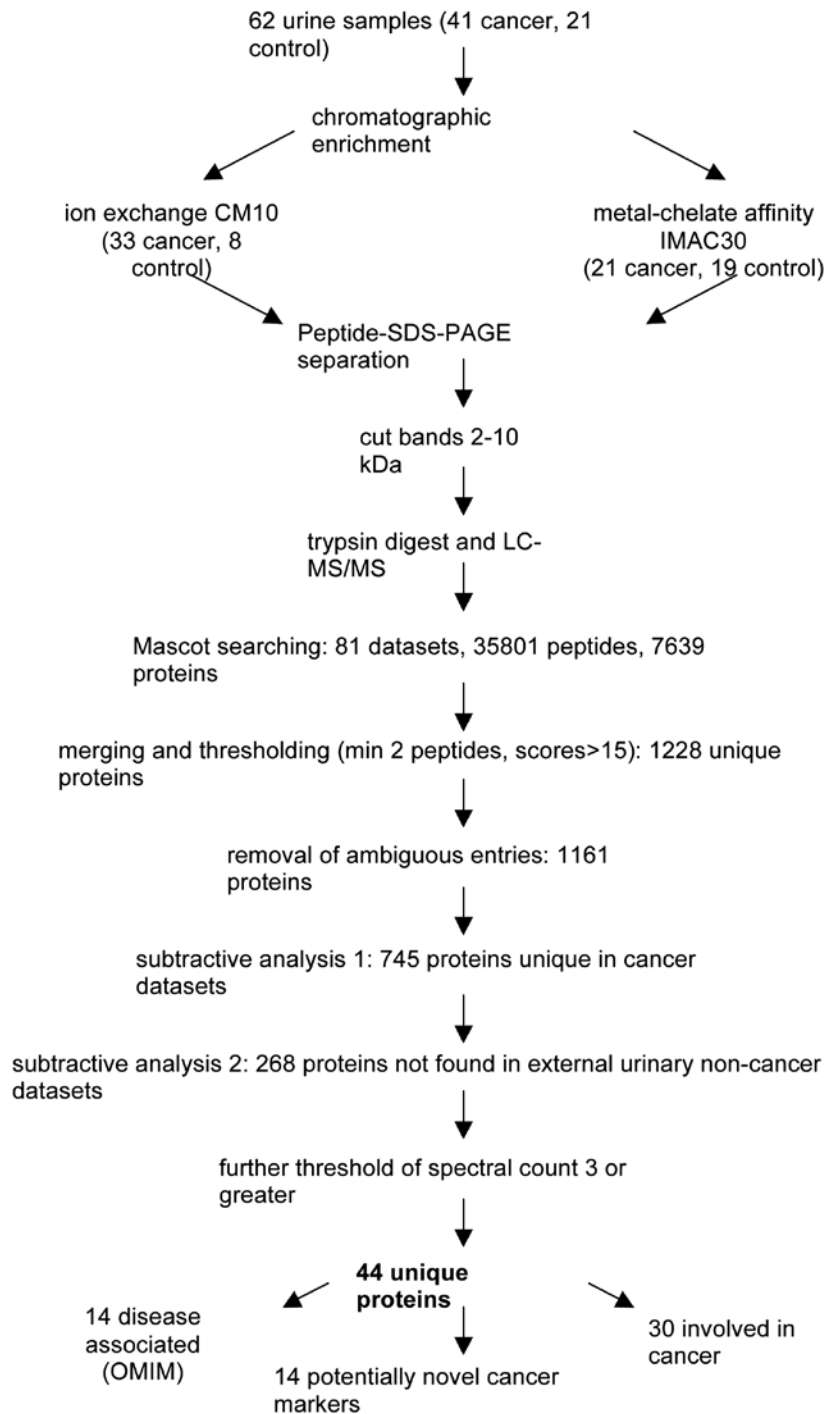 62 urine samples (41 cancer, 21
control)
chromatographic
enrichment
ion exchange CM10
(33 cancer, 8
control)
metal-chelate affinity
IMAC30
(21 cancer, 19 control)
Peptide-SDS-PAGE
separation
cut bands 2-10
kDa
trypsin digest and LC-
MS/MS
Mascot searching: 81 datasets, 35801 peptides, 7639
proteins
merging and thresholding (min 2 peptides, scores>15): 1228 unique
proteins
removal of ambiguous entries: 1161
proteins
subtractive analysis 1: 745 proteins unique in cancer
datasets
subtractive analysis 2: 268 proteins not found in external urinary non-cancer
datasets
further threshold of spectral count 3 or
greater
44 unique
proteins
14 disease
associated
(OMIM)
14 potentially novel cancer
markers
30 involved in
cancer